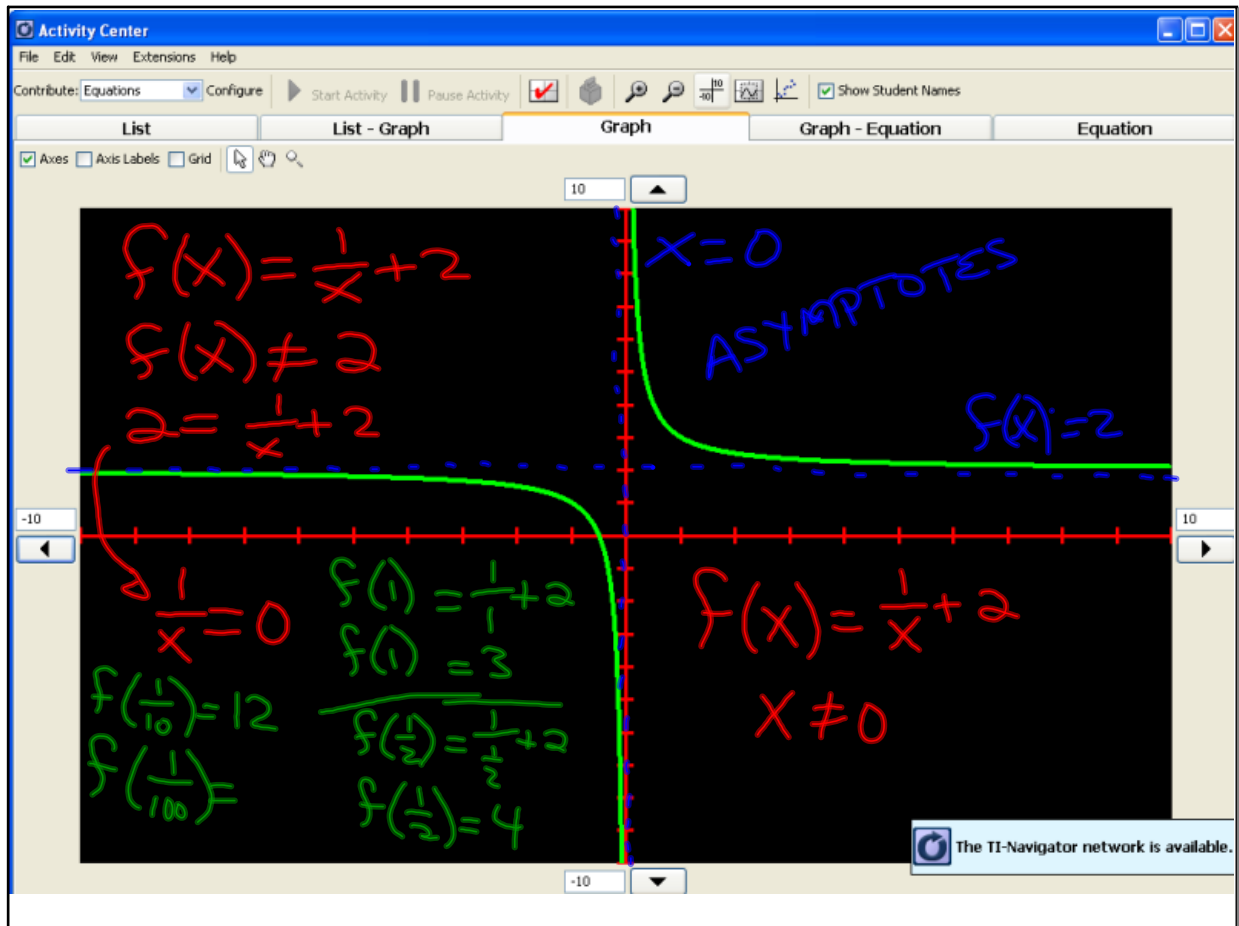 Activity Center
File Edit View Extensions Help
Contribute: Equations Configure Start Activity Pause Activity Show Student Names
List List - Graph Graph Graph - Equation Equation
Axes Axis Labels Grid
10
f(x) = 1/x + 2
x = 0
ASYMPTOTES
f(x) ≠ 2
2 = 1/x + 2
f(x) = 2
-10
10
1/x = 0
f(1) = 1/1 + 2
f(1) = 3
f(1/10) = 12
f(1/2) = 1/(1/2) + 2
f(1/100) =
f(1/2) = 4
f(x) = 1/x + 2
x ≠ 0
The TI-Navigator network is available.
-10